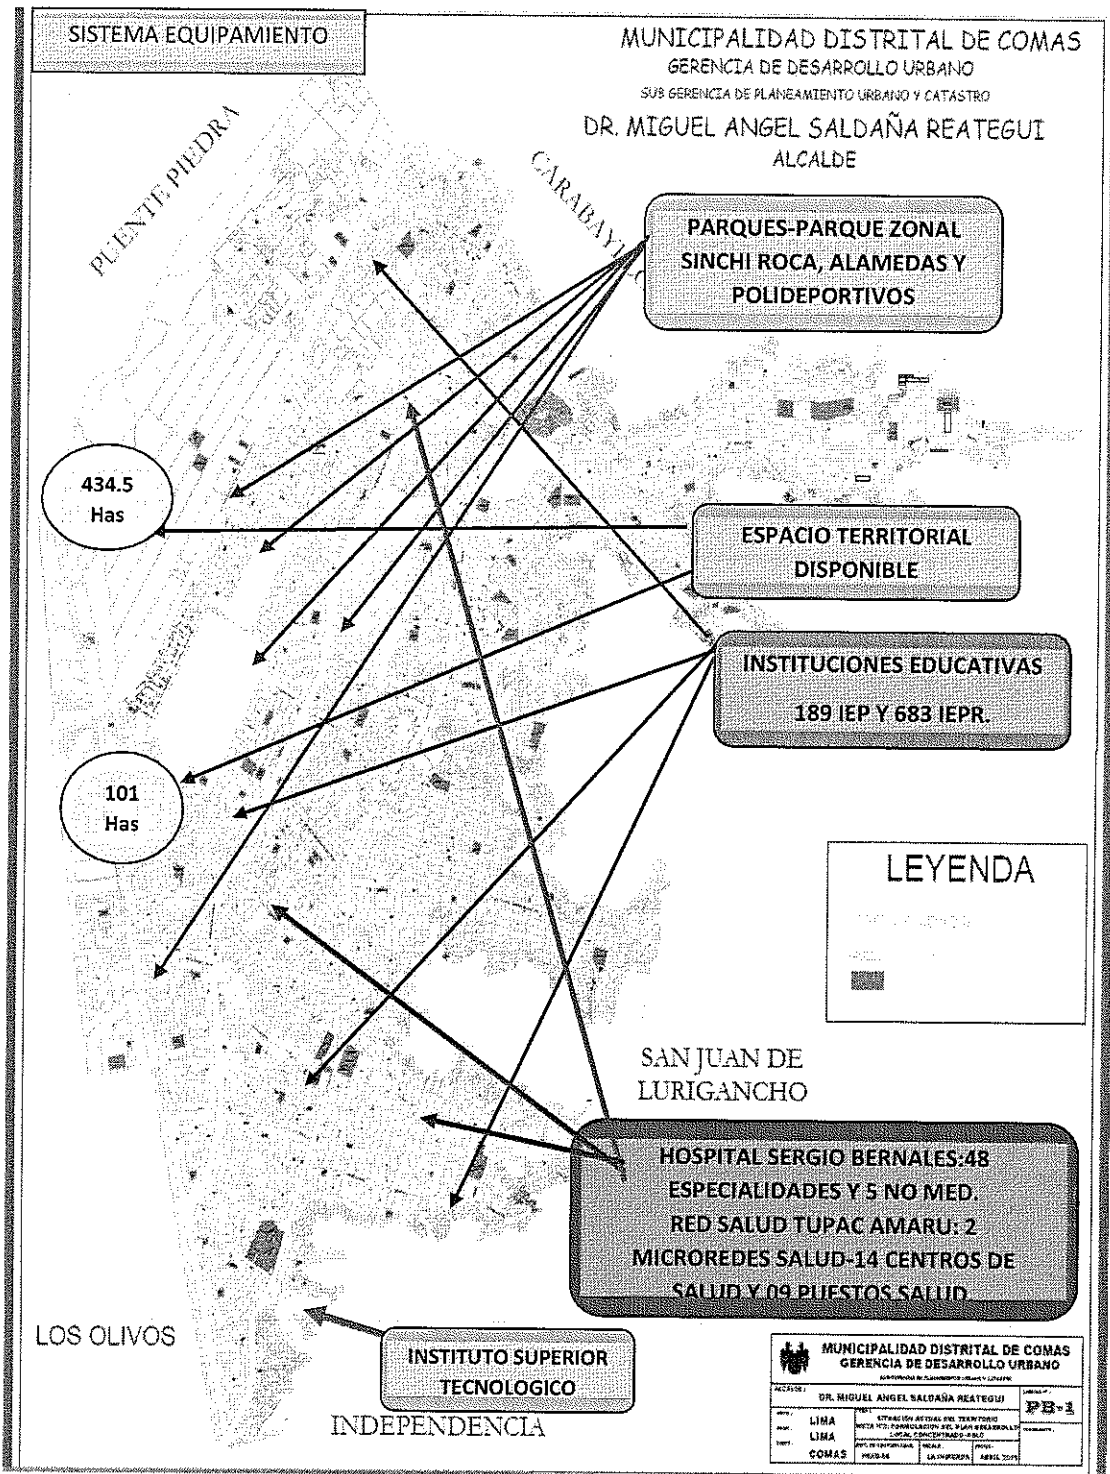 SISTEMA EQUIPAMIENTO
MUNICIPALIDAD DISTRITAL DE COMAS
GERENCIA DE DESARROLLO URBANO
SUB GERENCIA DE PLANEAMIENTO URBANO Y CATASTRO
DR. MIGUEL ANGEL SALDAÑA REATEGUI
ALCALDE
PUENTE PIEDRA
PARQUES-PARQUE ZONAL
SINCHI ROCA, ALAMEDAS Y
POLIDEPORTIVOS
434.5
Has
ESPACIO TERRITORIAL
DISPONIBLE
INSTITUCIONES EDUCATIVAS
189 IEP Y 683 IEPR.
101
Has
LEYENDA
SAN JUAN DE
LURIGANCHO
HOSPITAL SERGIO BERNALES:48
ESPECIALIDADES Y 5 NO MED.
RED SALUD TUPAC AMARU: 2
MICROREDES SALUD-14 CENTROS DE
SALUD Y 09 PUESTOS SALUD
LOS OLIVOS
INSTITUTO SUPERIOR
TECNOLOGICO
INDEPENDENCIA
MUNICIPALIDAD DISTRITAL DE COMAS
GERENCIA DE DESARROLLO URBANO
DR. MIGUEL ANGEL SALDAÑA REATEGUI
PB-1
LIMA
LIMA
COMAS